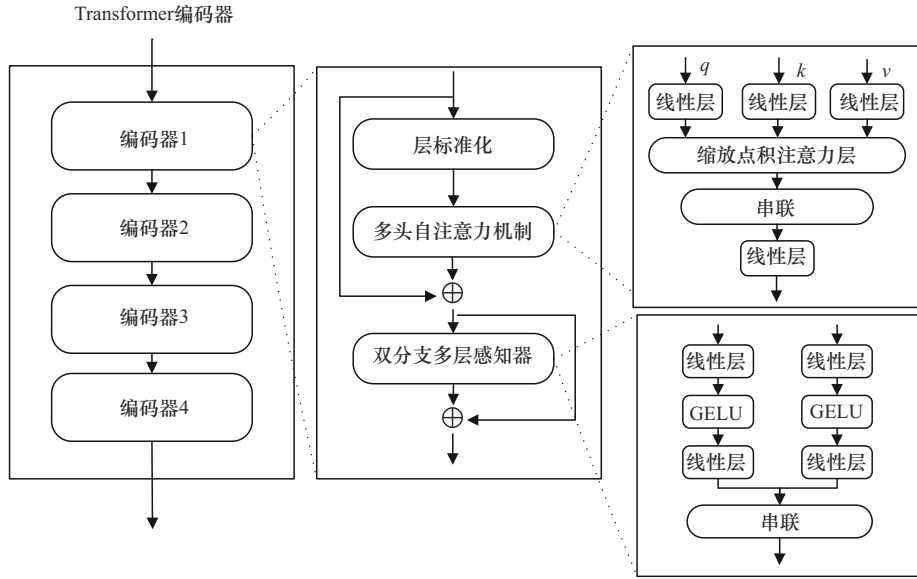 Transformer编码器
编码器1
编码器2
编码器3
编码器4
层标准化
多头自注意力机制
双分支多层感知器
q k v
线性层 线性层 线性层
缩放点积注意力层
串联
线性层
线性层 线性层
GELU GELU
线性层 线性层
串联